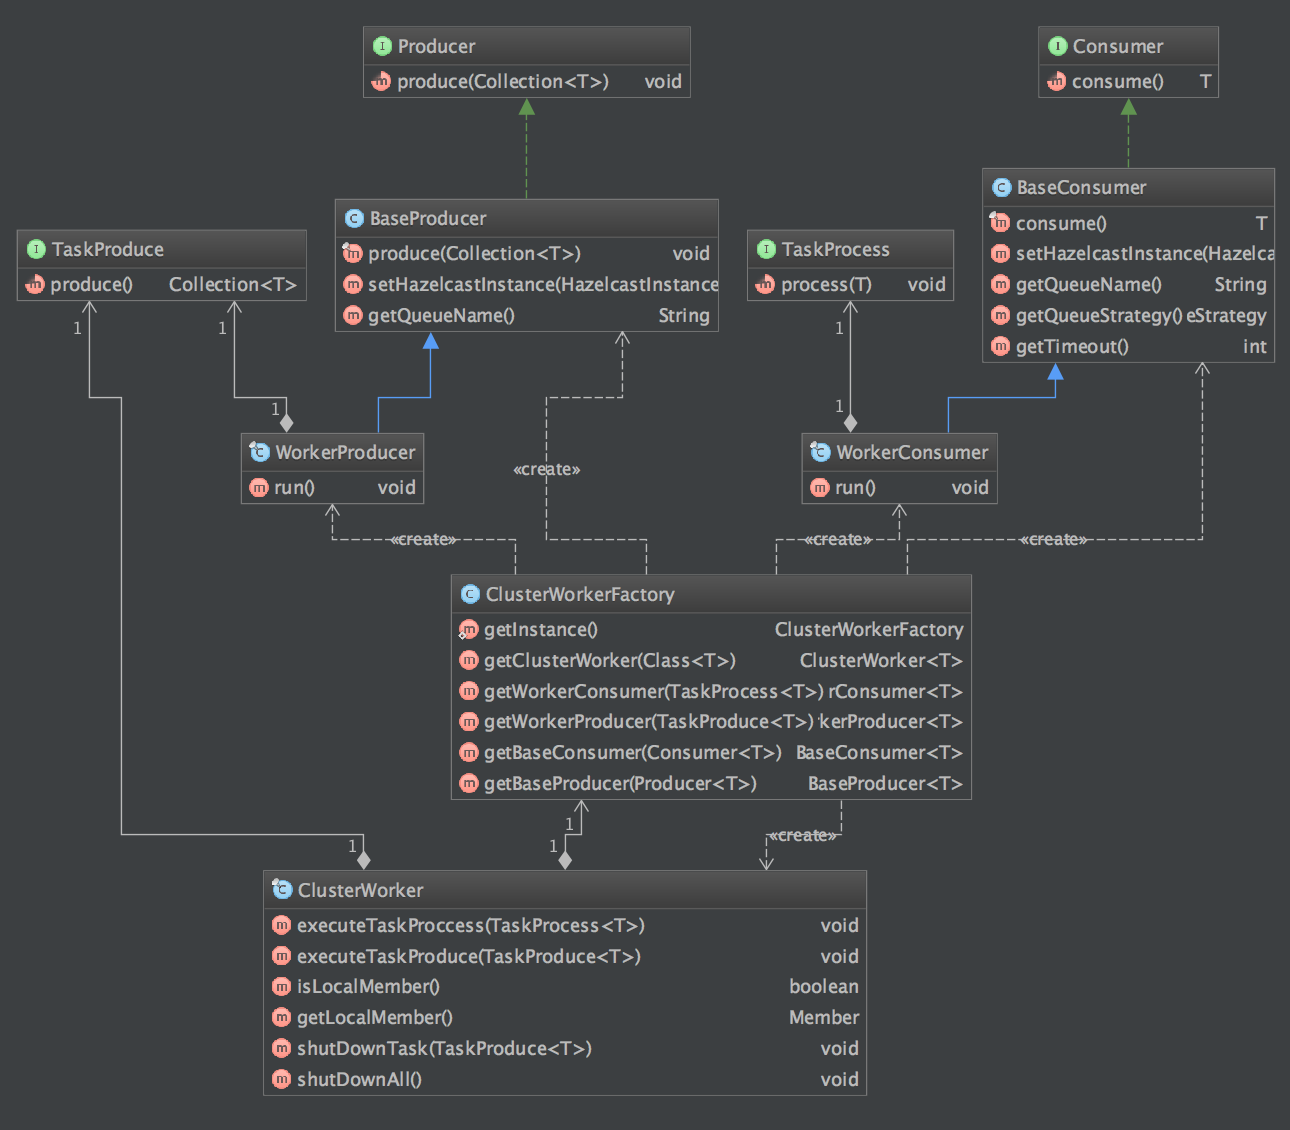 Producer
produce(Collection<T>) void
Consumer
consume() T
BaseProducer
produce(Collection<T>) void
setHazelcastInstance(HazelcastInstance
getQueueName() String
BaseConsumer
consume() T
setHazelcastInstance(Hazelca
getQueueName() String
getQueueStrategy() eStrategy
getTimeout() int
TaskProduce
produce() Collection<T>
TaskProcess
process(T) void
1
1
1
1
1
WorkerProducer
run() void
«create»
WorkerConsumer
run() void
«create»
«create»
«create»
ClusterWorkerFactory
getInstance() ClusterWorkerFactory
getClusterWorker(Class<T>) ClusterWorker<T>
getWorkerConsumer(TaskProcess<T>) rConsumer<T>
getWorkerProducer(TaskProduce<T>) kerProducer<T>
getBaseConsumer(Consumer<T>) BaseConsumer<T>
getBaseProducer(Producer<T>) BaseProducer<T>
1
1
1
«create»
ClusterWorker
executeTaskProccess(TaskProcess<T>) void
executeTaskProduce(TaskProduce<T>) void
isLocalMember() boolean
getLocalMember() Member
shutDownTask(TaskProduce<T>) void
shutDownAll() void